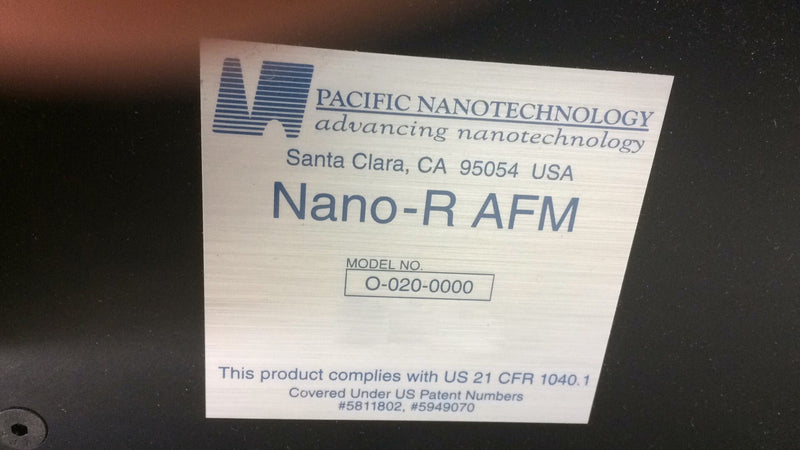 PACIFIC NANOTECHNOLOGY
advancing nanotechnology
Santa Clara, CA 95054 USA
Nano-R AFM
MODEL NO.
O-020-0000
This product complies with US 21 CFR 1040.1
Covered Under US Patent Numbers
#5811802, #5949070